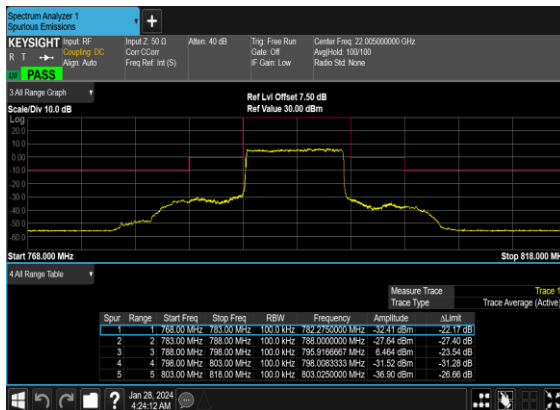 Spectrum Analyzer 1
Spurious Emissions
KEYSIGHT Input: RF Input Z: 50 Ω Atten: 40 dB Trig: Free Run Center Freq: 22.005000000 GHz
R T Coupling: DC Corr CCorr Gate: Off Avg|Hold: 100/100
Align: Auto Freq Ref: Int (S) IF Gain: Low Radio Std: None
PASS
3 All Range Graph
Ref Lvl Offset 7.50 dB
Scale/Div 10.0 dB Ref Value 30.00 dBm
Log
20.0
10.0
0.00
-10.0
-20.0
-30.0
-40.0
-50.0
-60.0
Start 768.000 MHz Stop 818.000 MH
4 All Range Table
Measure Trace Trace 1
Trace Type Trace Average (Active)
Spur Range Start Freq Stop Freq RBW Frequency Amplitude ΔLimit
1 1 768.00 MHz 783.00 MHz 100.0 kHz 782.2750000 MHz -32.41 dBm -22.17 dB
2 2 783.00 MHz 788.00 MHz 100.0 kHz 788.0000000 MHz -27.64 dBm -27.40 dB
3 3 788.00 MHz 798.00 MHz 100.0 kHz 795.9166667 MHz 6.464 dBm -23.54 dB
4 4 798.00 MHz 803.00 MHz 100.0 kHz 798.0083333 MHz -31.52 dBm -31.28 dB
5 5 803.00 MHz 818.00 MHz 100.0 kHz 803.0250000 MHz -36.90 dBm -26.66 dB
Jan 28, 2024
4:24:12 AM